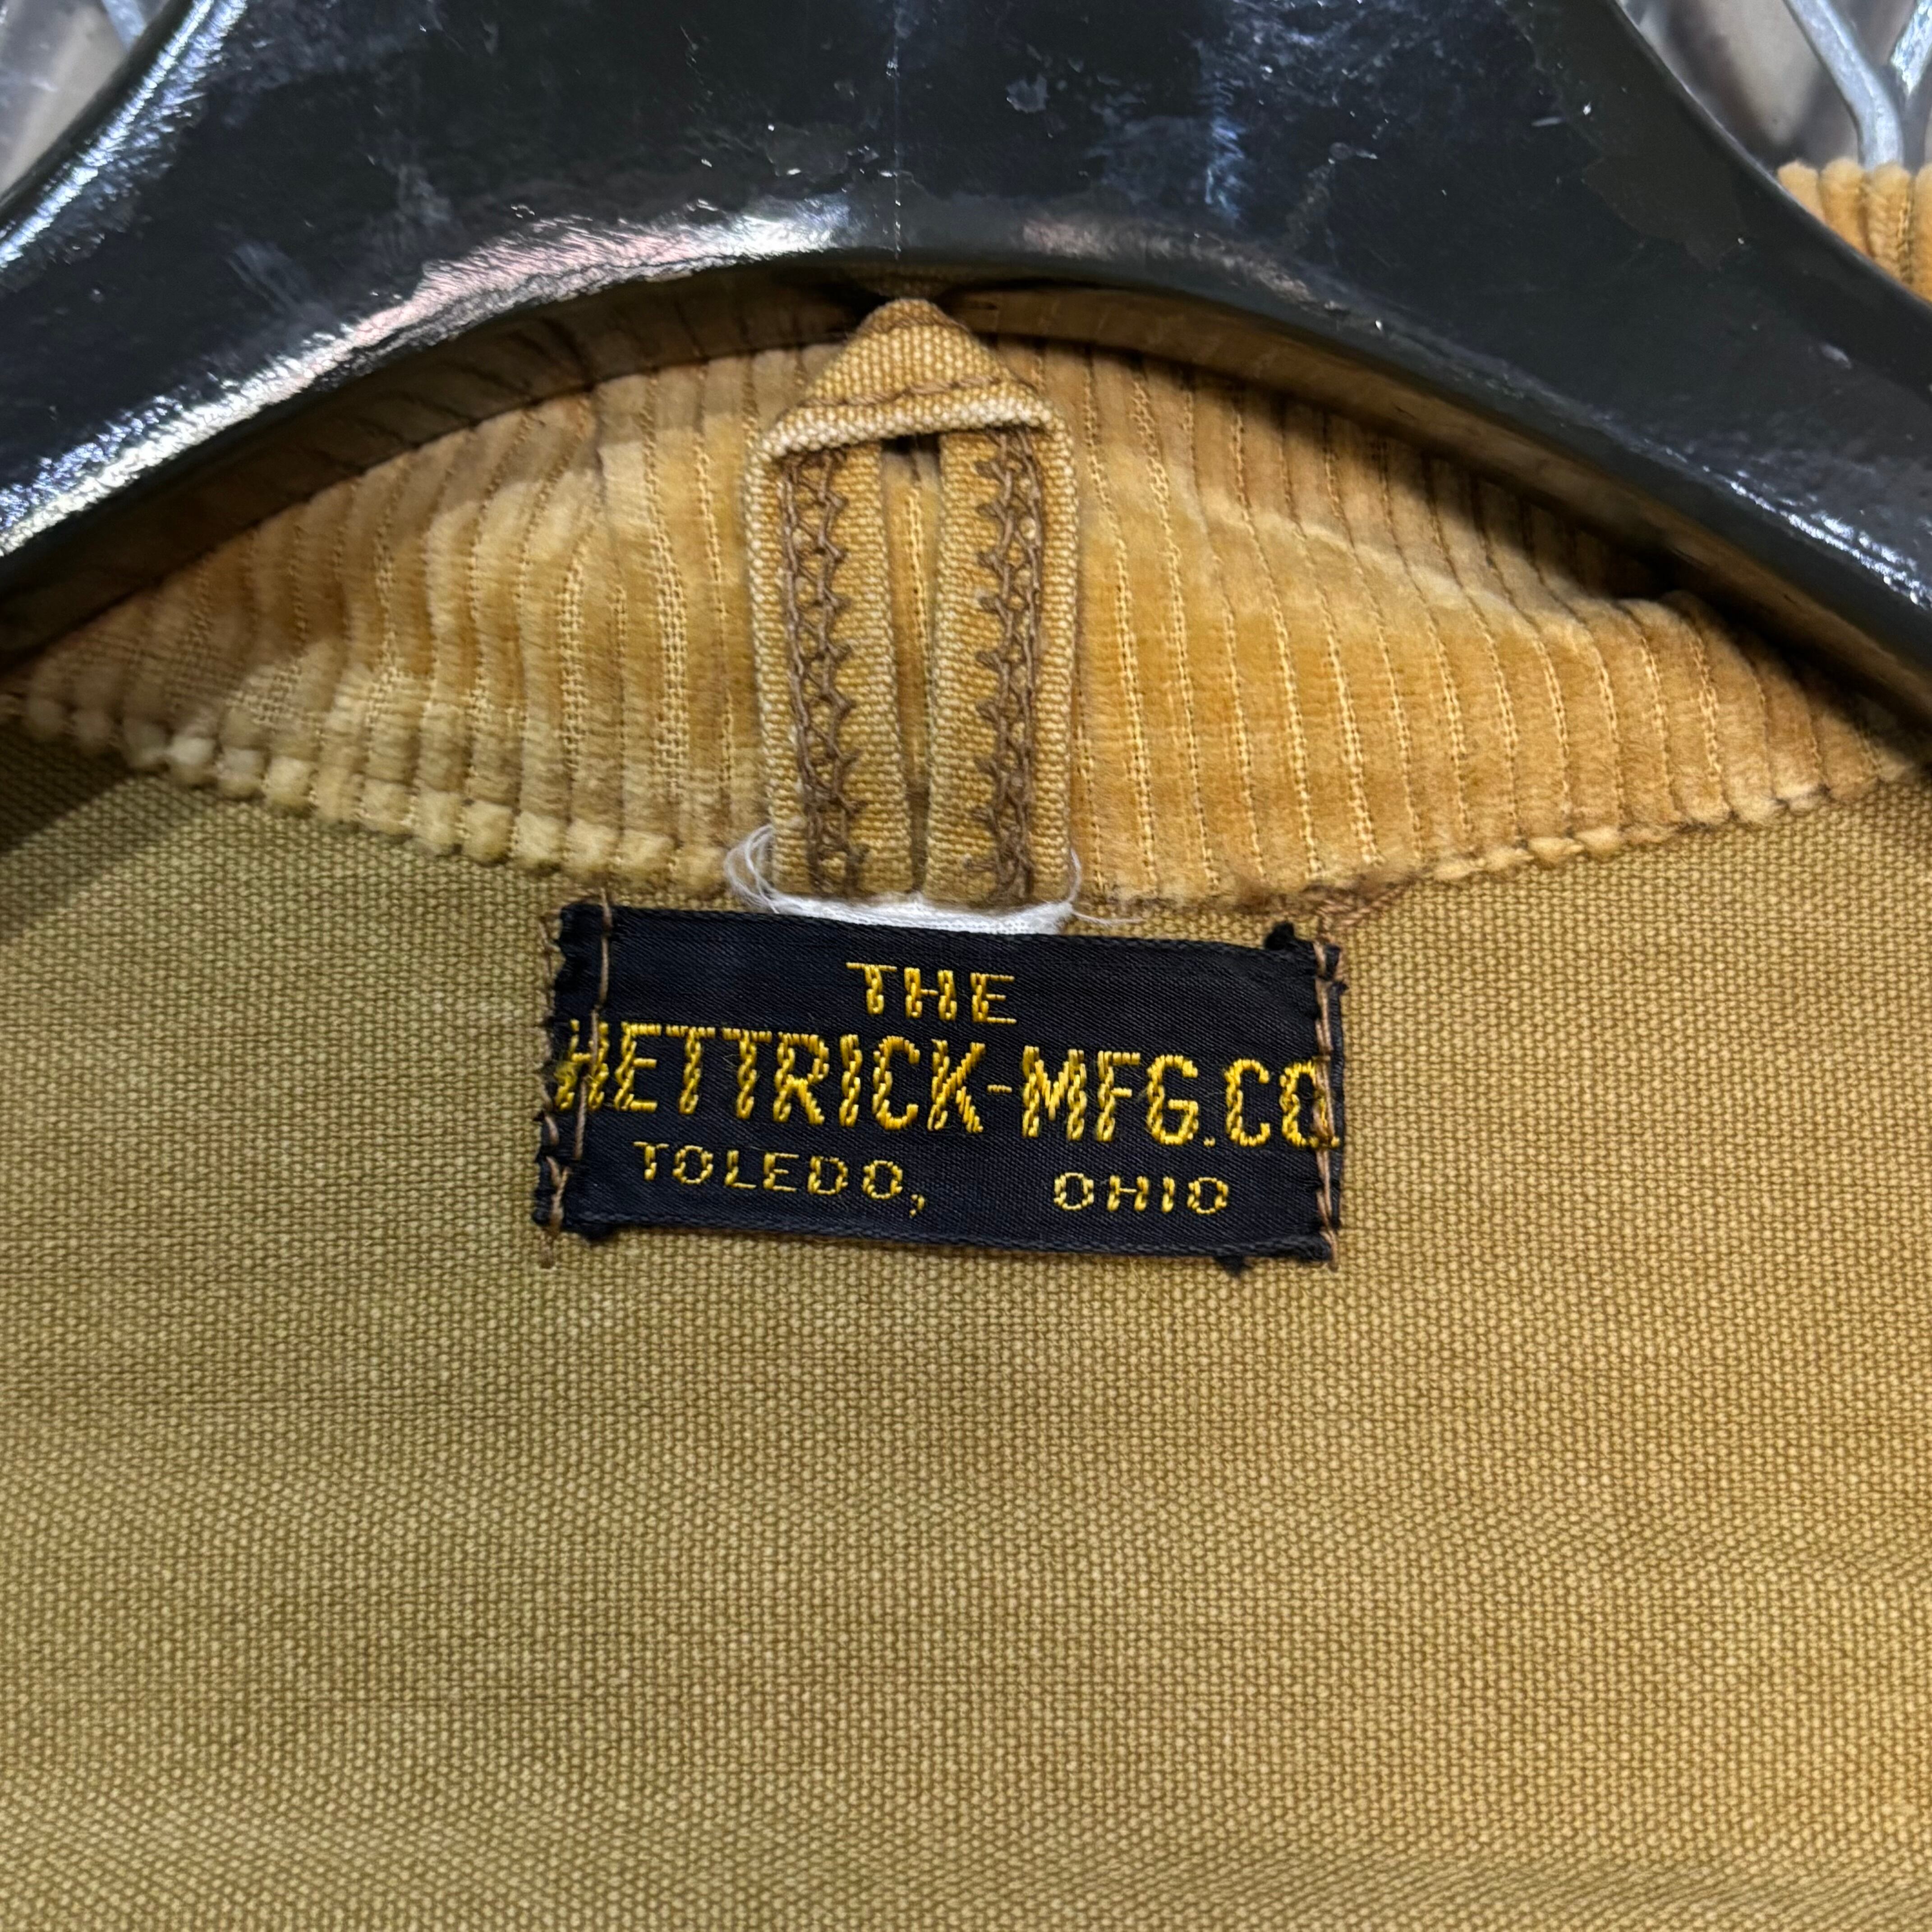 THE
HETTRICK-MFG.CO.
TOLEDO, OHIO